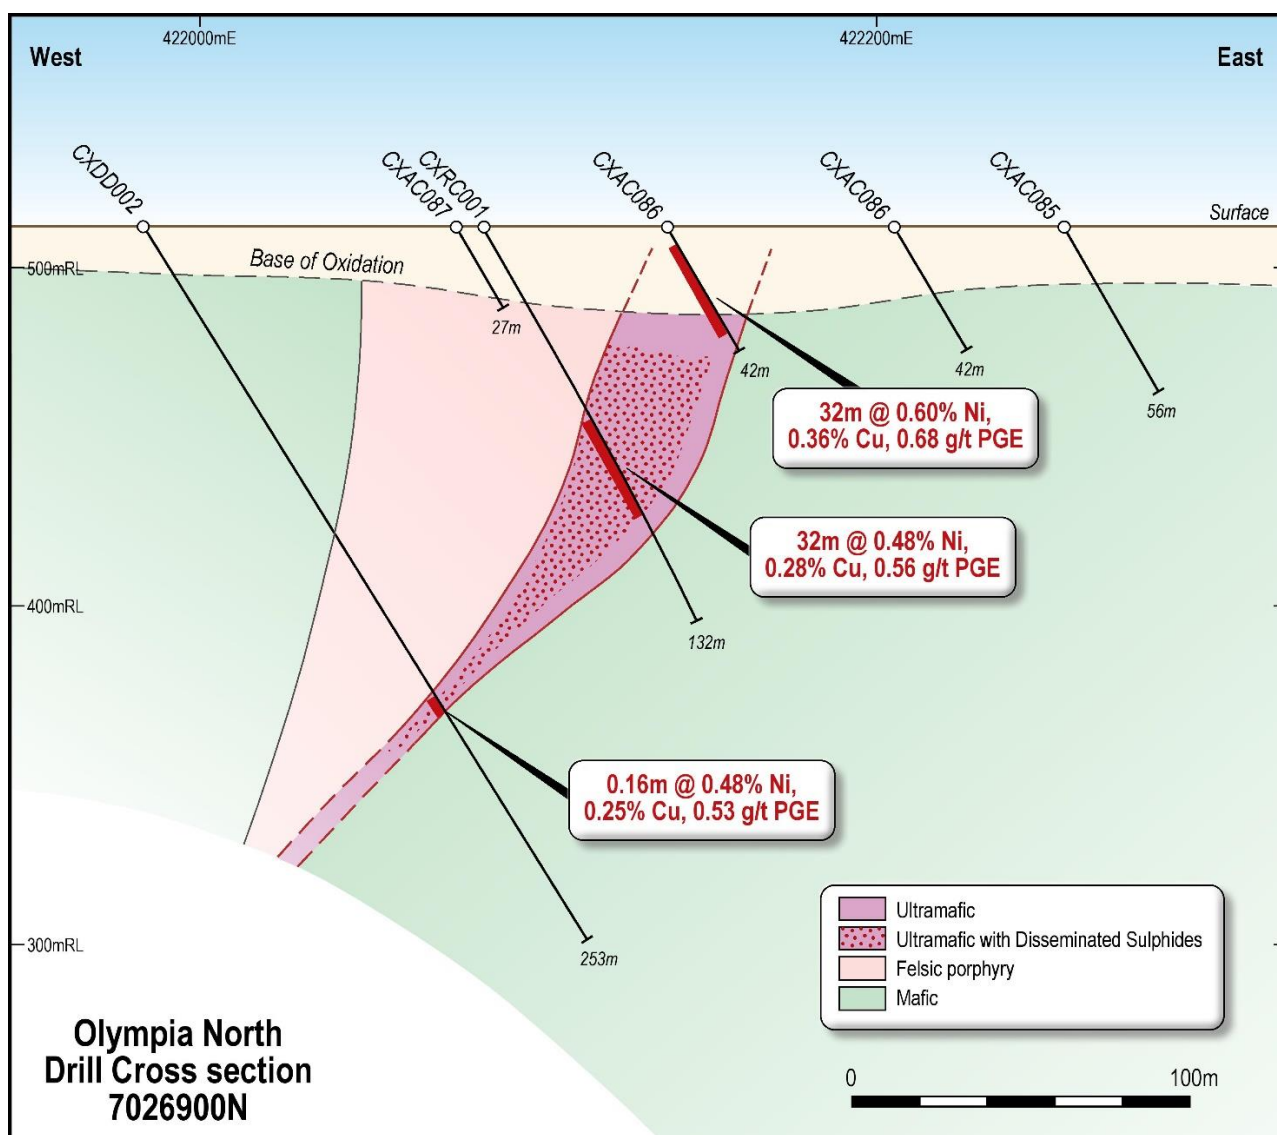 422000mE
422200mE
West
East
CXDD002
CXAC087
CXRC001
CXAC086
CXAC086
CXAC085
Surface
500mRL
Base of Oxidation
27m
42m
42m
56m
32m @ 0.60% Ni,
0.36% Cu, 0.68 g/t PGE
32m @ 0.48% Ni,
0.28% Cu, 0.56 g/t PGE
400mRL
132m
0.16m @ 0.48% Ni,
0.25% Cu, 0.53 g/t PGE
300mRL
253m
Ultramafic
Ultramafic with Disseminated Sulphides
Felsic porphyry
Mafic
Olympia North
Drill Cross section
7026900N
0
100m